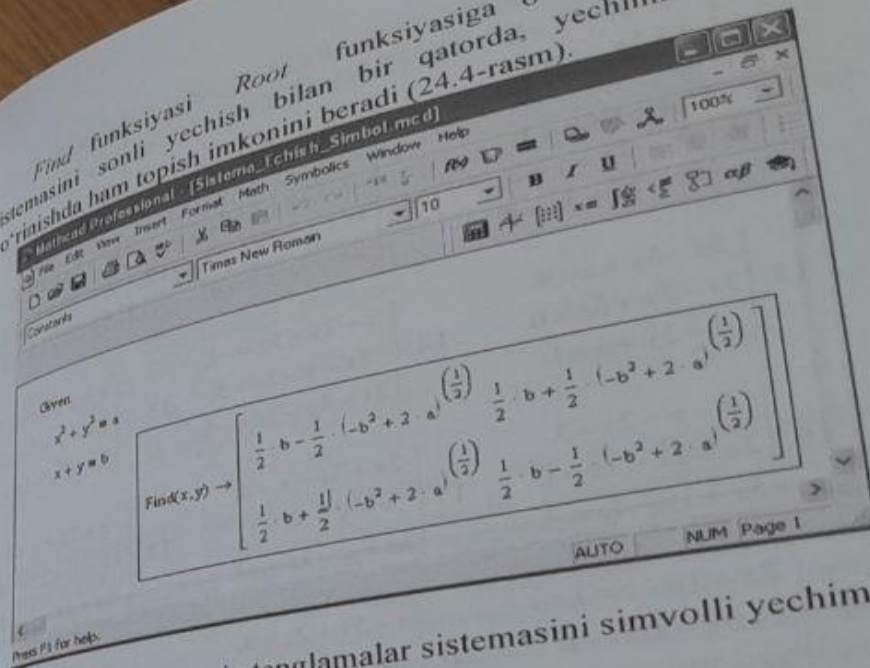 Find funksiyasi Root funksiyasiga
sistemasini sonli yechish bilan bir qatorda,
ham topish imkonini beradi (24.4-rasm).
Mathcad Professional - [Sistema_Echish_Simbol.mcd]
File Edit View Insert Format Math Symbolics Window Help
100%
Constants Times New Roman 10 B I U
Given
x² + y² = a
x + y = b
Find(x,y) → [ 1/2 · b − 1/2 · (−b² + 2 · a)^(1/2) 1/2 · b + 1/2 · (−b² + 2 · a)^(1/2) ]
[ 1/2 · b + 1/2 · (−b² + 2 · a)^(1/2) 1/2 · b − 1/2 · (−b² + 2 · a)^(1/2) ]
Press F1 for help. AUTO NUM Page 1
sistemasini simvolli